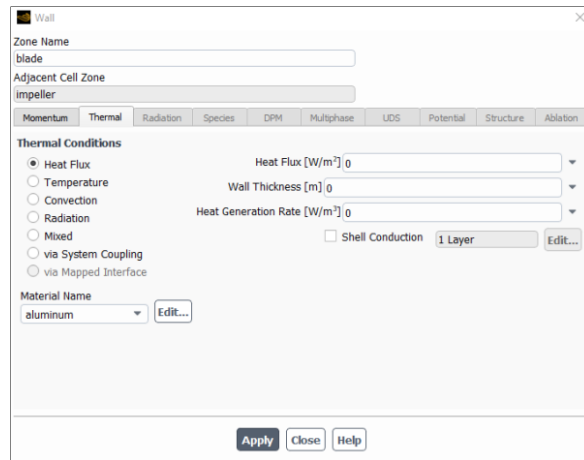 Wall
Zone Name
blade
Adjacent Cell Zone
impeller
Momentum Thermal Radiation Species DPM Multiphase UDS Potential Structure Ablation
Thermal Conditions
Heat Flux
Temperature
Convection
Radiation
Mixed
via System Coupling
via Mapped Interface
Heat Flux [W/m²] 0
Wall Thickness [m] 0
Heat Generation Rate [W/m³] 0
Shell Conduction 1 Layer Edit...
Material Name
aluminum Edit...
Apply Close Help